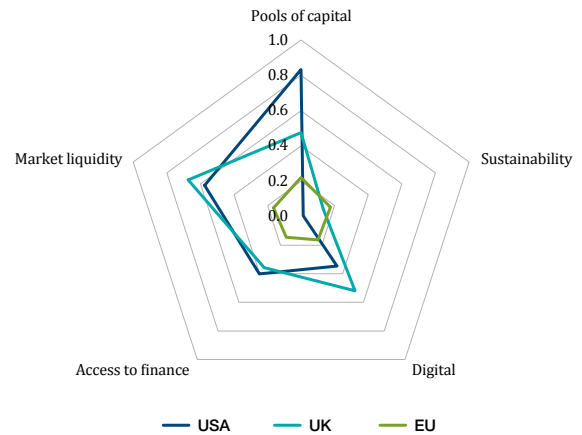 Pools of capital
1.0
0.8
0.6
0.4
0.2
0.0
Market liquidity
Sustainability
Access to finance
Digital
USA UK EU